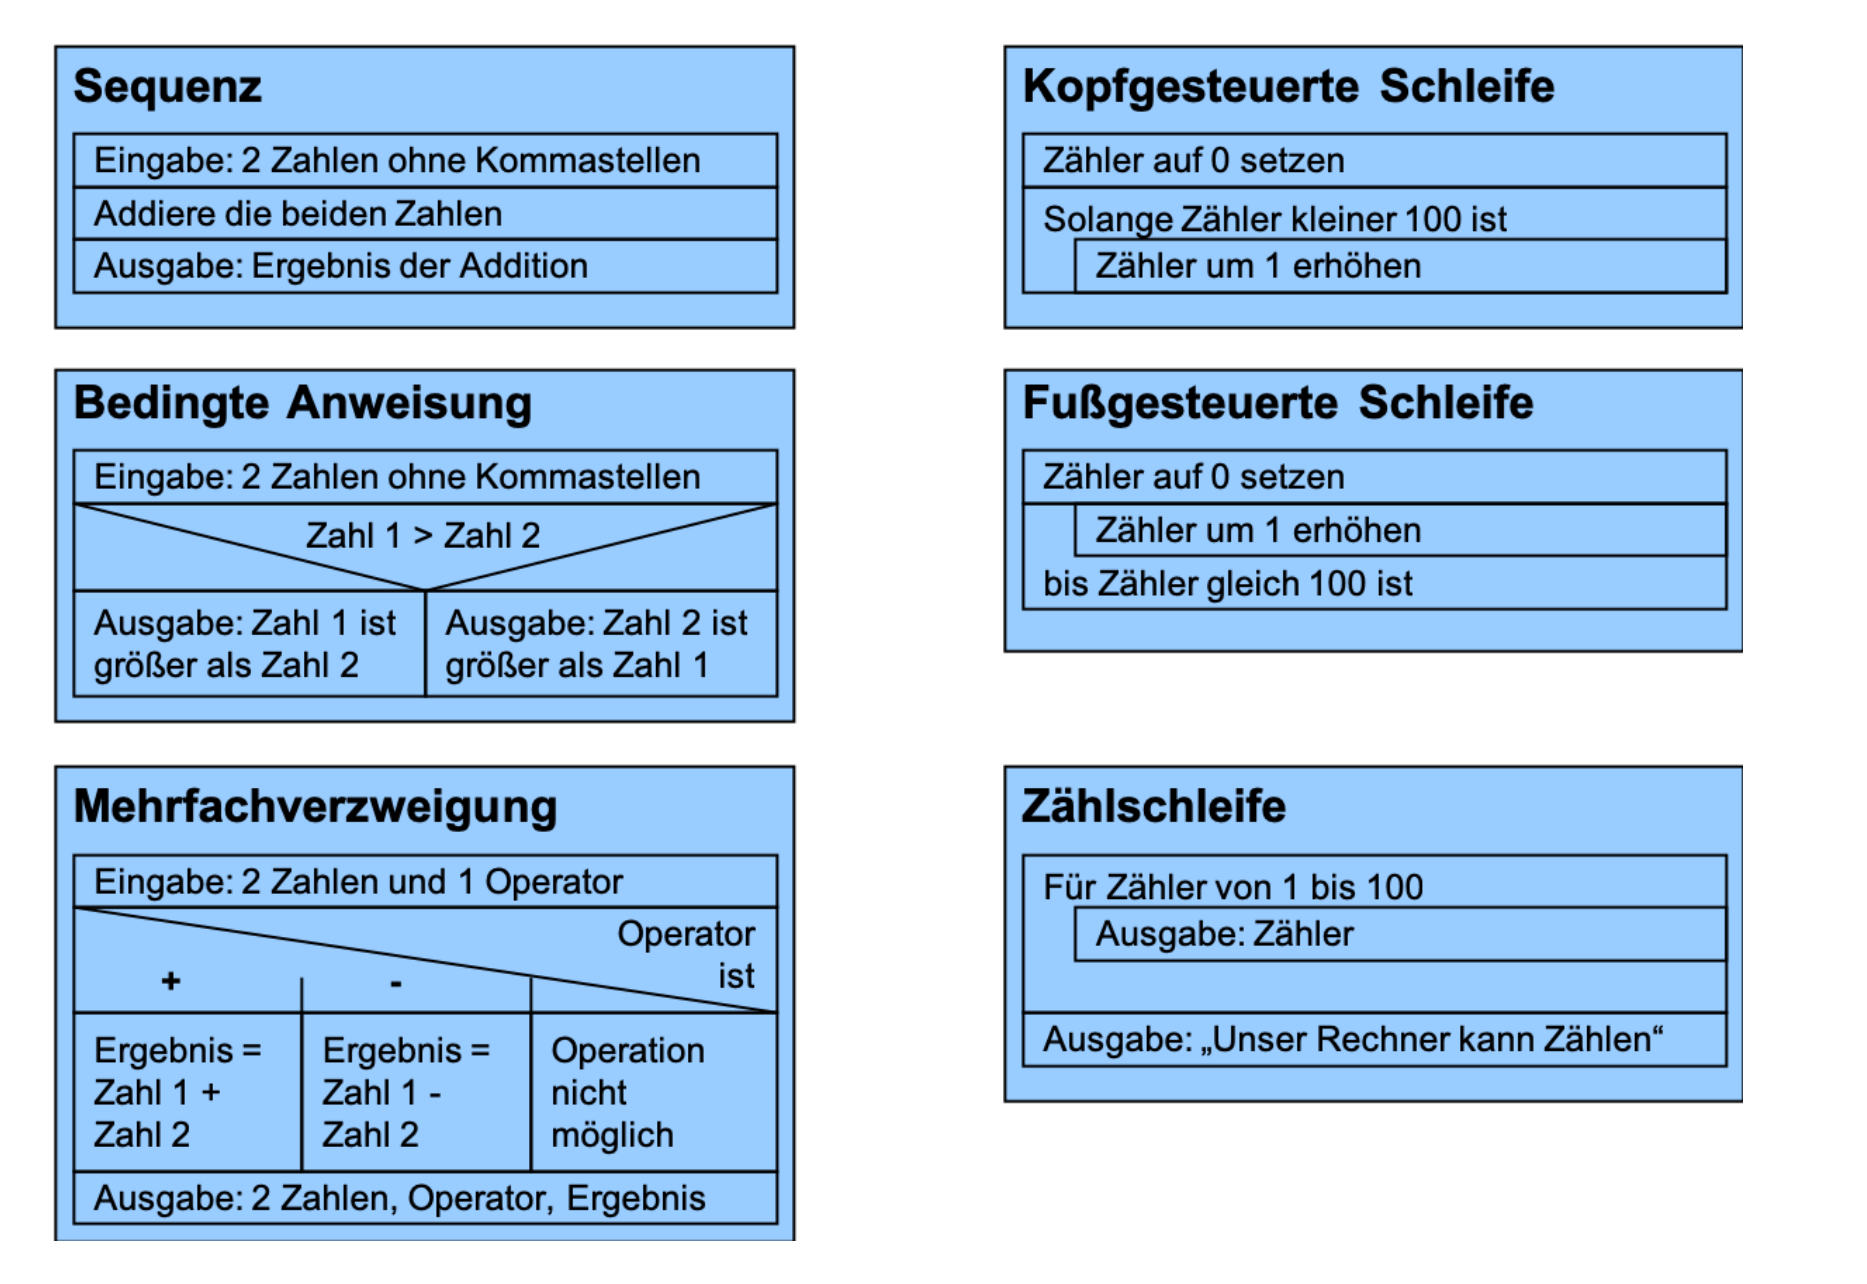 Sequenz
Eingabe: 2 Zahlen ohne Kommastellen
Addiere die beiden Zahlen
Ausgabe: Ergebnis der Addition
Bedingte Anweisung
Eingabe: 2 Zahlen ohne Kommastellen
Zahl 1 > Zahl 2
Ausgabe: Zahl 1 ist
größer als Zahl 2
Ausgabe: Zahl 2 ist
größer als Zahl 1
Mehrfachverzweigung
Eingabe: 2 Zahlen und 1 Operator
Operator
ist
+
-
Ergebnis =
Zahl 1 +
Zahl 2
Ergebnis =
Zahl 1 -
Zahl 2
Operation
nicht
möglich
Ausgabe: 2 Zahlen, Operator, Ergebnis
Kopfgesteuerte Schleife
Zähler auf 0 setzen
Solange Zähler kleiner 100 ist
Zähler um 1 erhöhen
Fußgesteuerte Schleife
Zähler auf 0 setzen
Zähler um 1 erhöhen
bis Zähler gleich 100 ist
Zählschleife
Für Zähler von 1 bis 100
Ausgabe: Zähler
Ausgabe: „Unser Rechner kann Zählen“